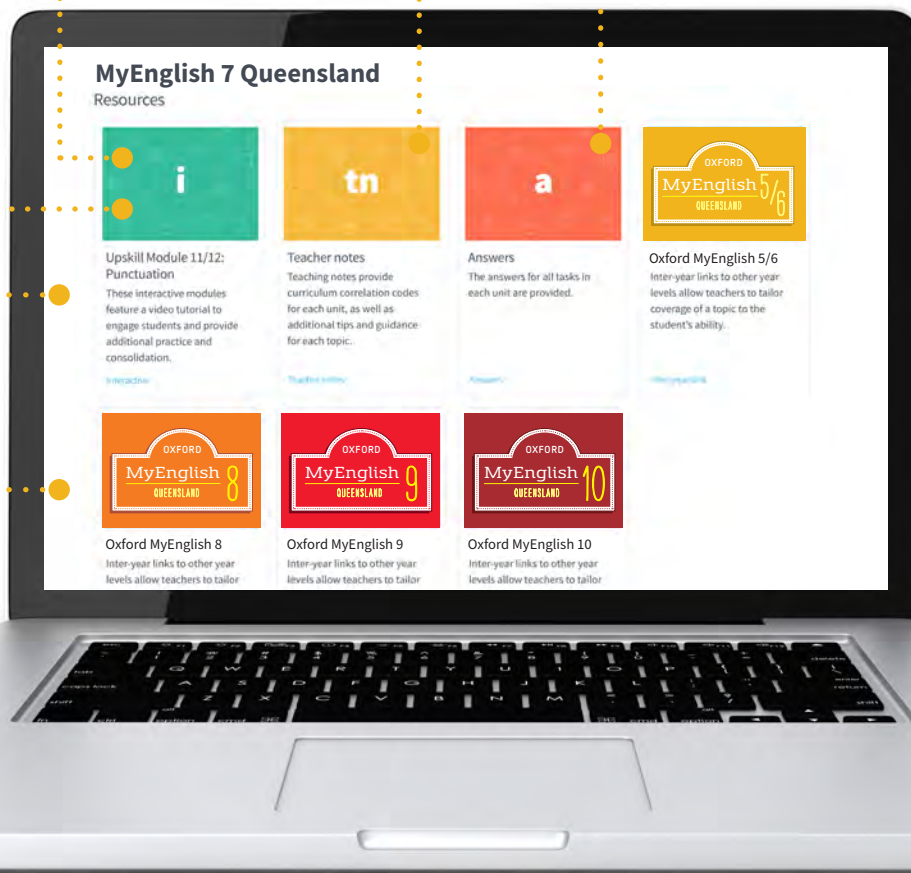 MyEnglish 7 Queensland
Resources
i
tn
a
OXFORD
MyEnglish 5/6
QUEENSLAND
Upskill Module 11/12:
Punctuation
These interactive modules
feature a video tutorial to
engage students and provide
additional practice and
consolidation.
Interactive
Teacher notes
Teaching notes provide
curriculum correlation codes
for each unit, as well as
additional tips and guidance
for each topic.
Teacher notes
Answers
The answers for all tasks in
each unit are provided.
Answers
Oxford MyEnglish 5/6
Inter-year links to other year
levels allow teachers to tailor
coverage of a topic to the
student's ability.
Inter-year link
OXFORD
MyEnglish 8
QUEENSLAND
Oxford MyEnglish 8
Inter-year links to other year
levels allow teachers to tailor
OXFORD
MyEnglish 9
QUEENSLAND
Oxford MyEnglish 9
Inter-year links to other year
levels allow teachers to tailor
OXFORD
MyEnglish 10
QUEENSLAND
Oxford MyEnglish 10
Inter-year links to other year
levels allow teachers to tailor